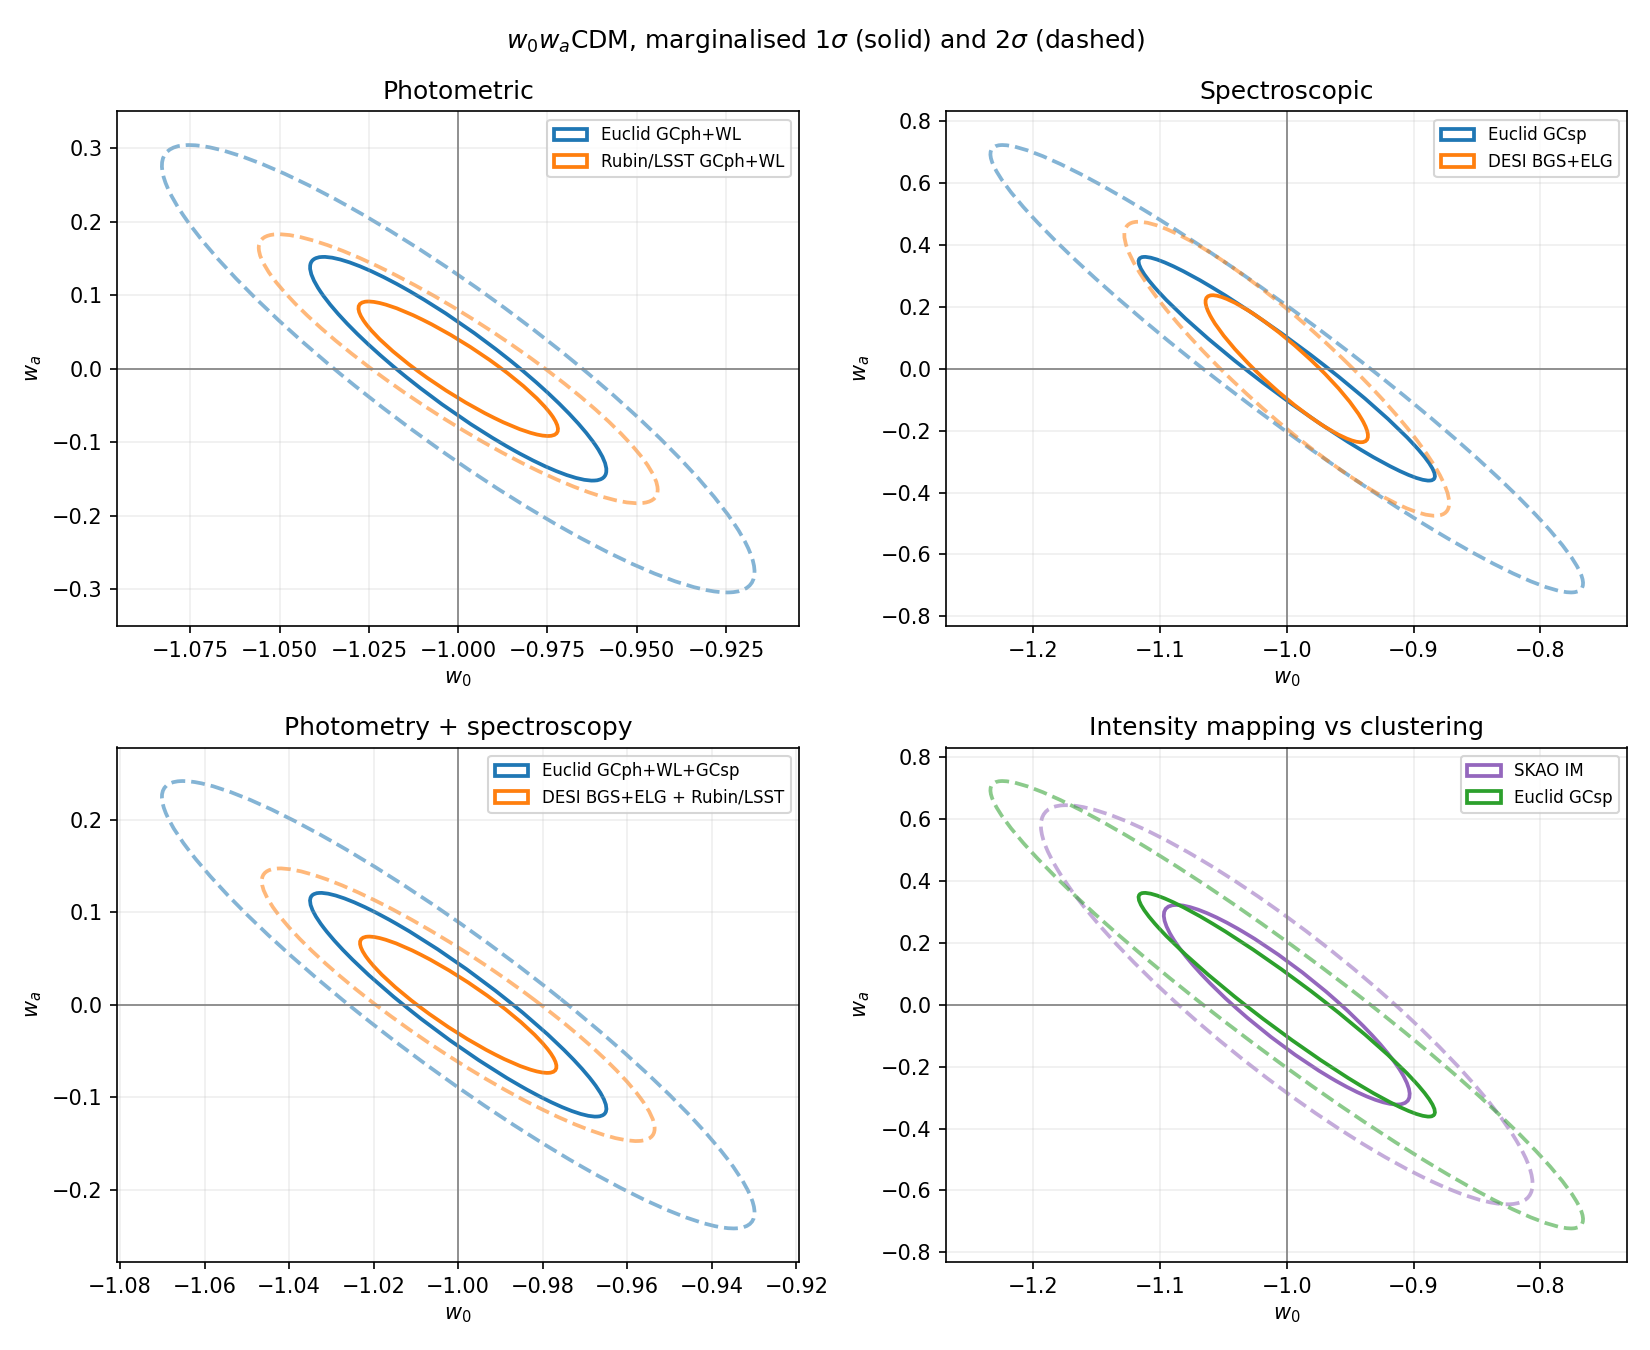 w₀wₐCDM, marginalised 1σ (solid) and 2σ (dashed)
Photometric
Euclid GCph+WL
Rubin/LSST GCph+WL
0.3
0.2
0.1
0.0
−0.1
−0.2
−0.3
wₐ
−1.075 −1.050 −1.025 −1.000 −0.975 −0.950 −0.925
w₀
Spectroscopic
Euclid GCsp
DESI BGS+ELG
0.8
0.6
0.4
0.2
0.0
−0.2
−0.4
−0.6
−0.8
wₐ
−1.2 −1.1 −1.0 −0.9 −0.8
w₀
Photometry + spectroscopy
Euclid GCph+WL+GCsp
DESI BGS+ELG + Rubin/LSST
0.2
0.1
0.0
−0.1
−0.2
wₐ
−1.08 −1.06 −1.04 −1.02 −1.00 −0.98 −0.96 −0.94 −0.92
w₀
Intensity mapping vs clustering
SKAO IM
Euclid GCsp
0.8
0.6
0.4
0.2
0.0
−0.2
−0.4
−0.6
−0.8
wₐ
−1.2 −1.1 −1.0 −0.9 −0.8
w₀